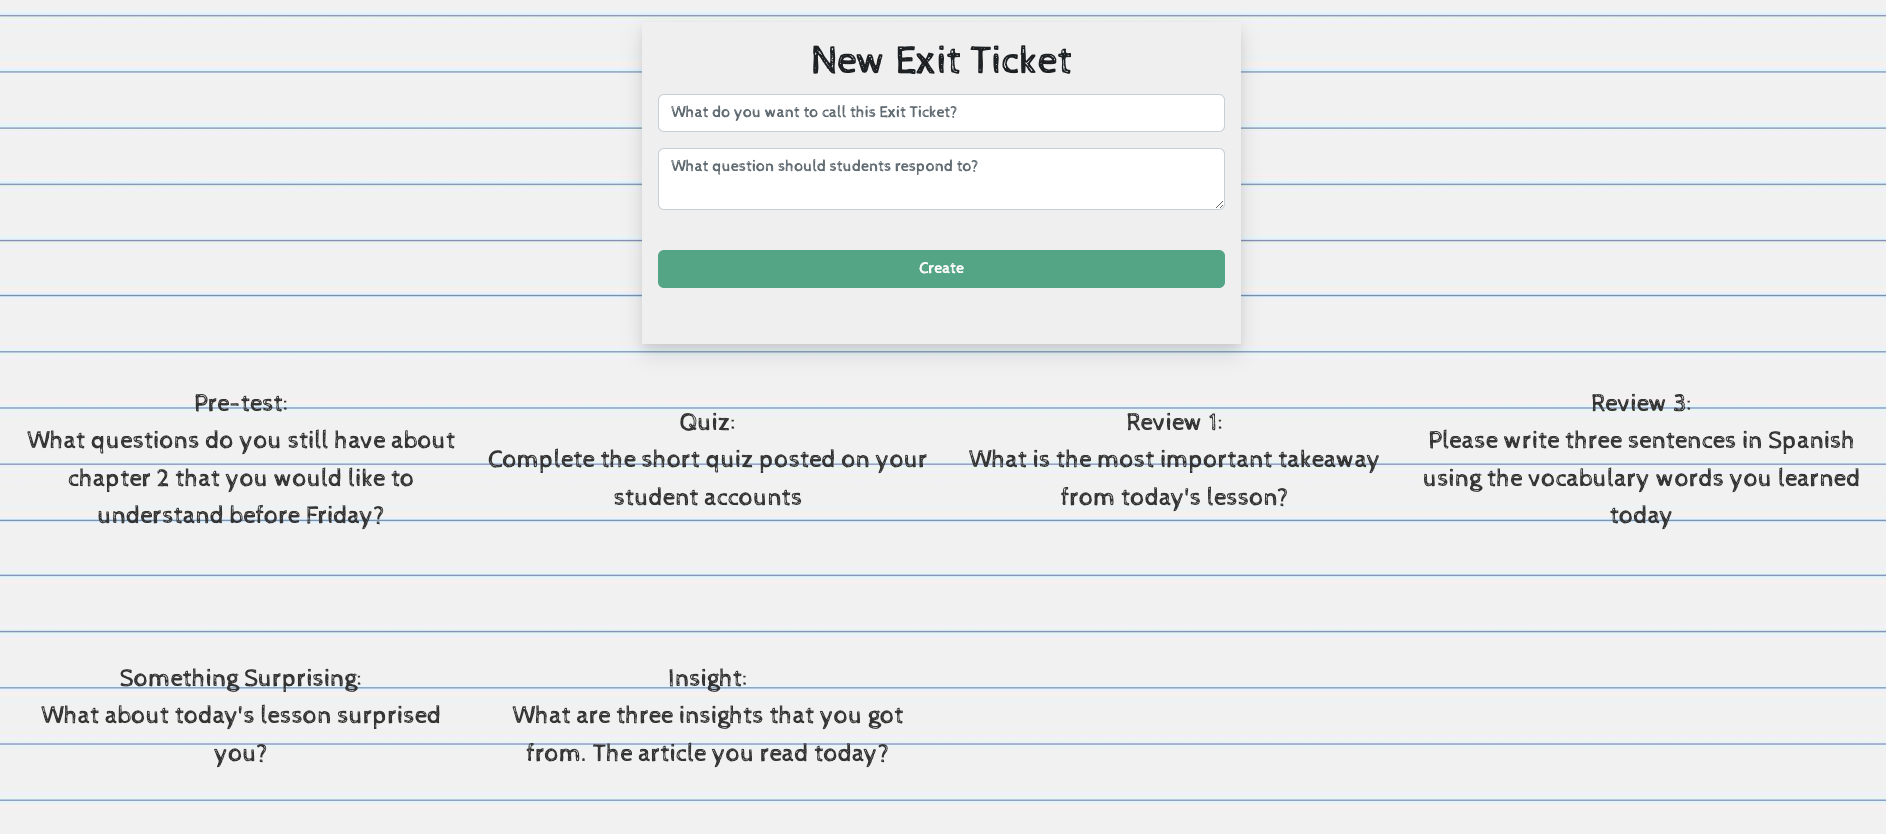 New Exit Ticket
What do you want to call this Exit Ticket?
What question should students respond to?
Create
Pre-test:
What questions do you still have about
chapter 2 that you would like to
understand before Friday?
Quiz:
Complete the short quiz posted on your
student accounts
Review 1:
What is the most important takeaway
from today's lesson?
Review 3:
Please write three sentences in Spanish
using the vocabulary words you learned
today
Something Surprising:
What about today's lesson surprised
you?
Insight:
What are three insights that you got
from. The article you read today?